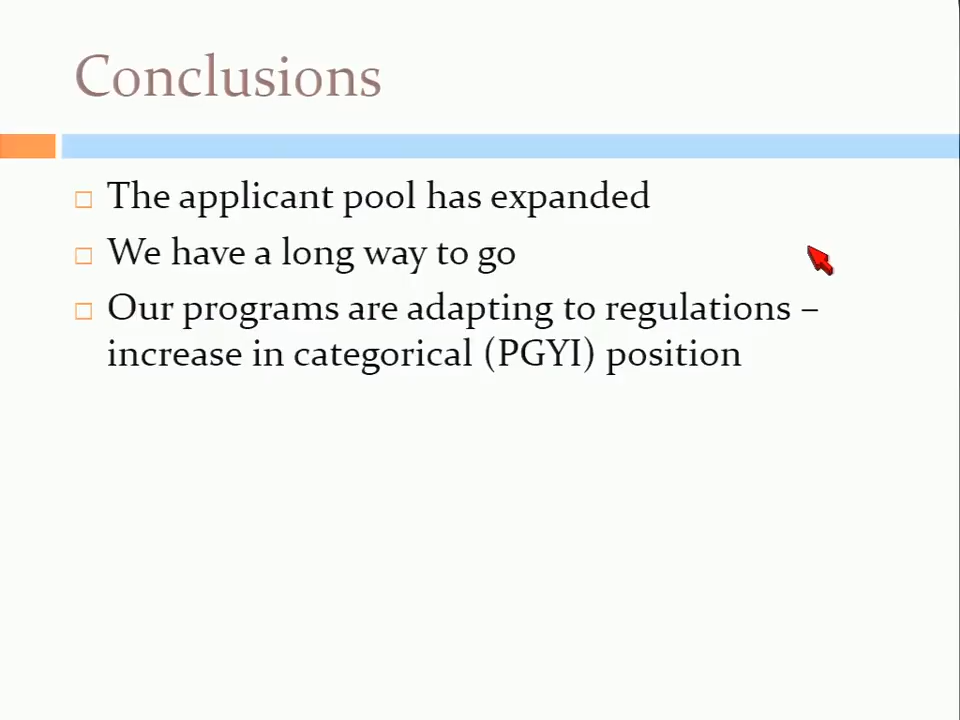 Conclusions
The applicant pool has expanded
We have a long way to go
Our programs are adapting to regulations –
increase in categorical (PGYI) position